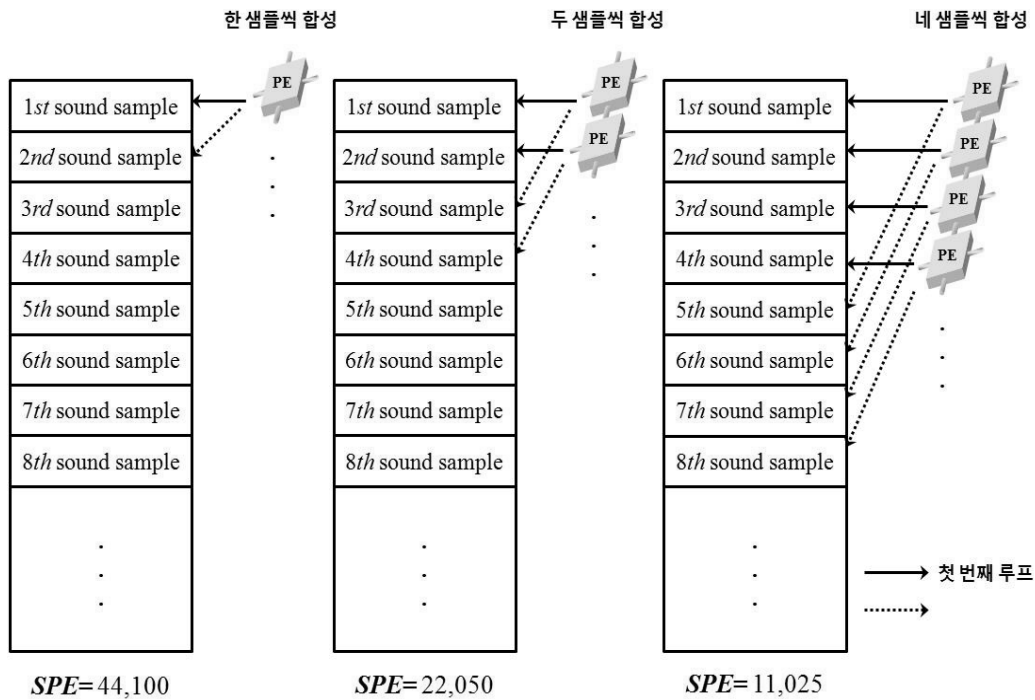 한 샘플씩 합성
PE
1st sound sample
2nd sound sample
3rd sound sample
4th sound sample
5th sound sample
6th sound sample
7th sound sample
8th sound sample
SPE= 44,100
두 샘플씩 합성
PE
PE
1st sound sample
2nd sound sample
3rd sound sample
4th sound sample
5th sound sample
6th sound sample
7th sound sample
8th sound sample
SPE= 22,050
네 샘플씩 합성
PE
PE
PE
PE
1st sound sample
2nd sound sample
3rd sound sample
4th sound sample
5th sound sample
6th sound sample
7th sound sample
8th sound sample
SPE= 11,025
첫 번째 루프